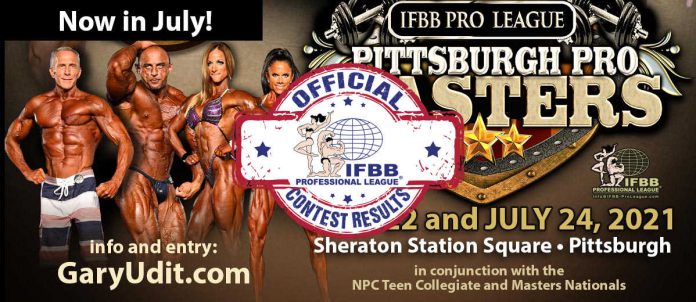 Now in July!
IFBB PRO LEAGUE
PITTSBURGH PRO
OFFICIAL
IFBB
PROFESSIONAL LEAGUE
CONTEST RESULTS
IFBB
PROFESSIONAL LEAGUE
and JULY 24, 2021
Sheraton Station Square • Pittsburgh
info and entry:
GaryUdit.com
in conjunction with the
NPC Teen Collegiate and Masters Nationals